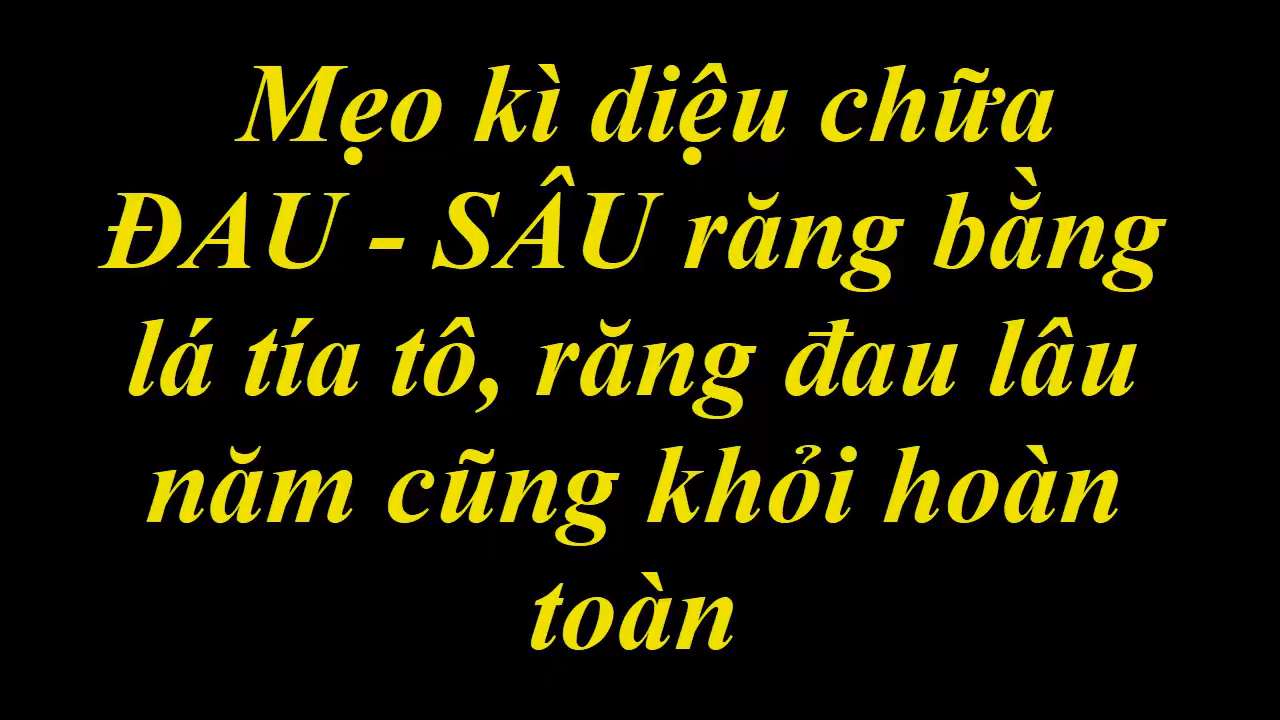 Mẹo kì diệu chữa
ĐAU - SÂU răng bằng
lá tía tô, răng đau lâu
năm cũng khỏi hoàn
toàn